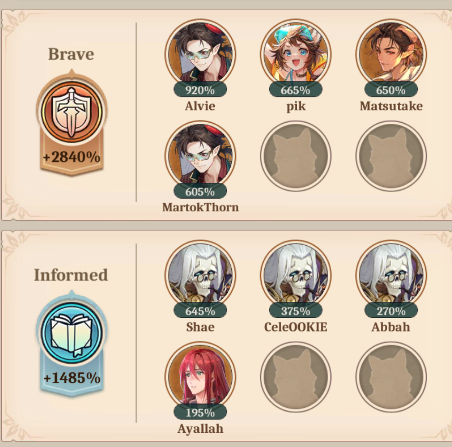 Brave
+2840%
920%
Alvie
665%
pik
650%
Matsutake
605%
MartokThorn
Informed
+1485%
645%
Shae
375%
CeleOOKIE
270%
Abbah
195%
Ayallah